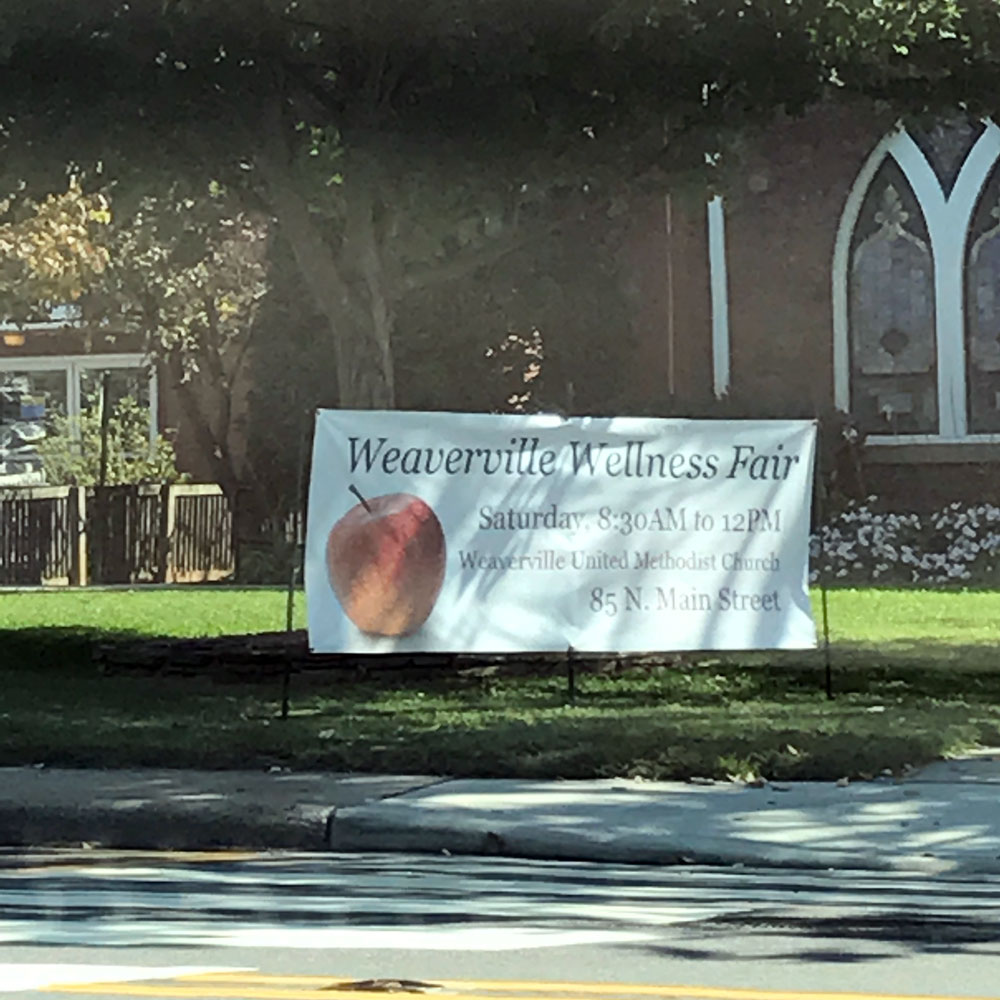 Weaverville Wellness Fair
Saturday, 8:30AM to 12PM
Weaverville United Methodist Church
85 N. Main Street